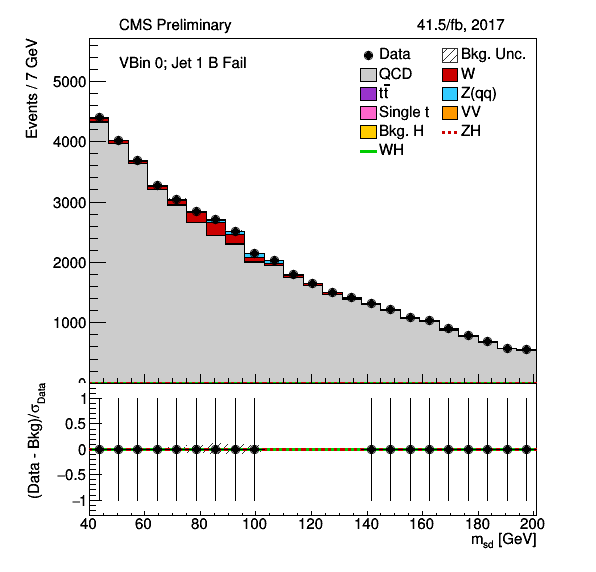 CMS Preliminary
41.5/fb, 2017
VBin 0; Jet 1 B Fail
Data
Bkg. Unc.
QCD
W
tt̅
Z(qq)
Single t
VV
Bkg. H
ZH
WH
Events / 7 GeV
5000
4000
3000
2000
1000
0
(Data - Bkg)/σData
1
0.5
0
−0.5
−1
40 60 80 100 120 140 160 180 200
msd [GeV]